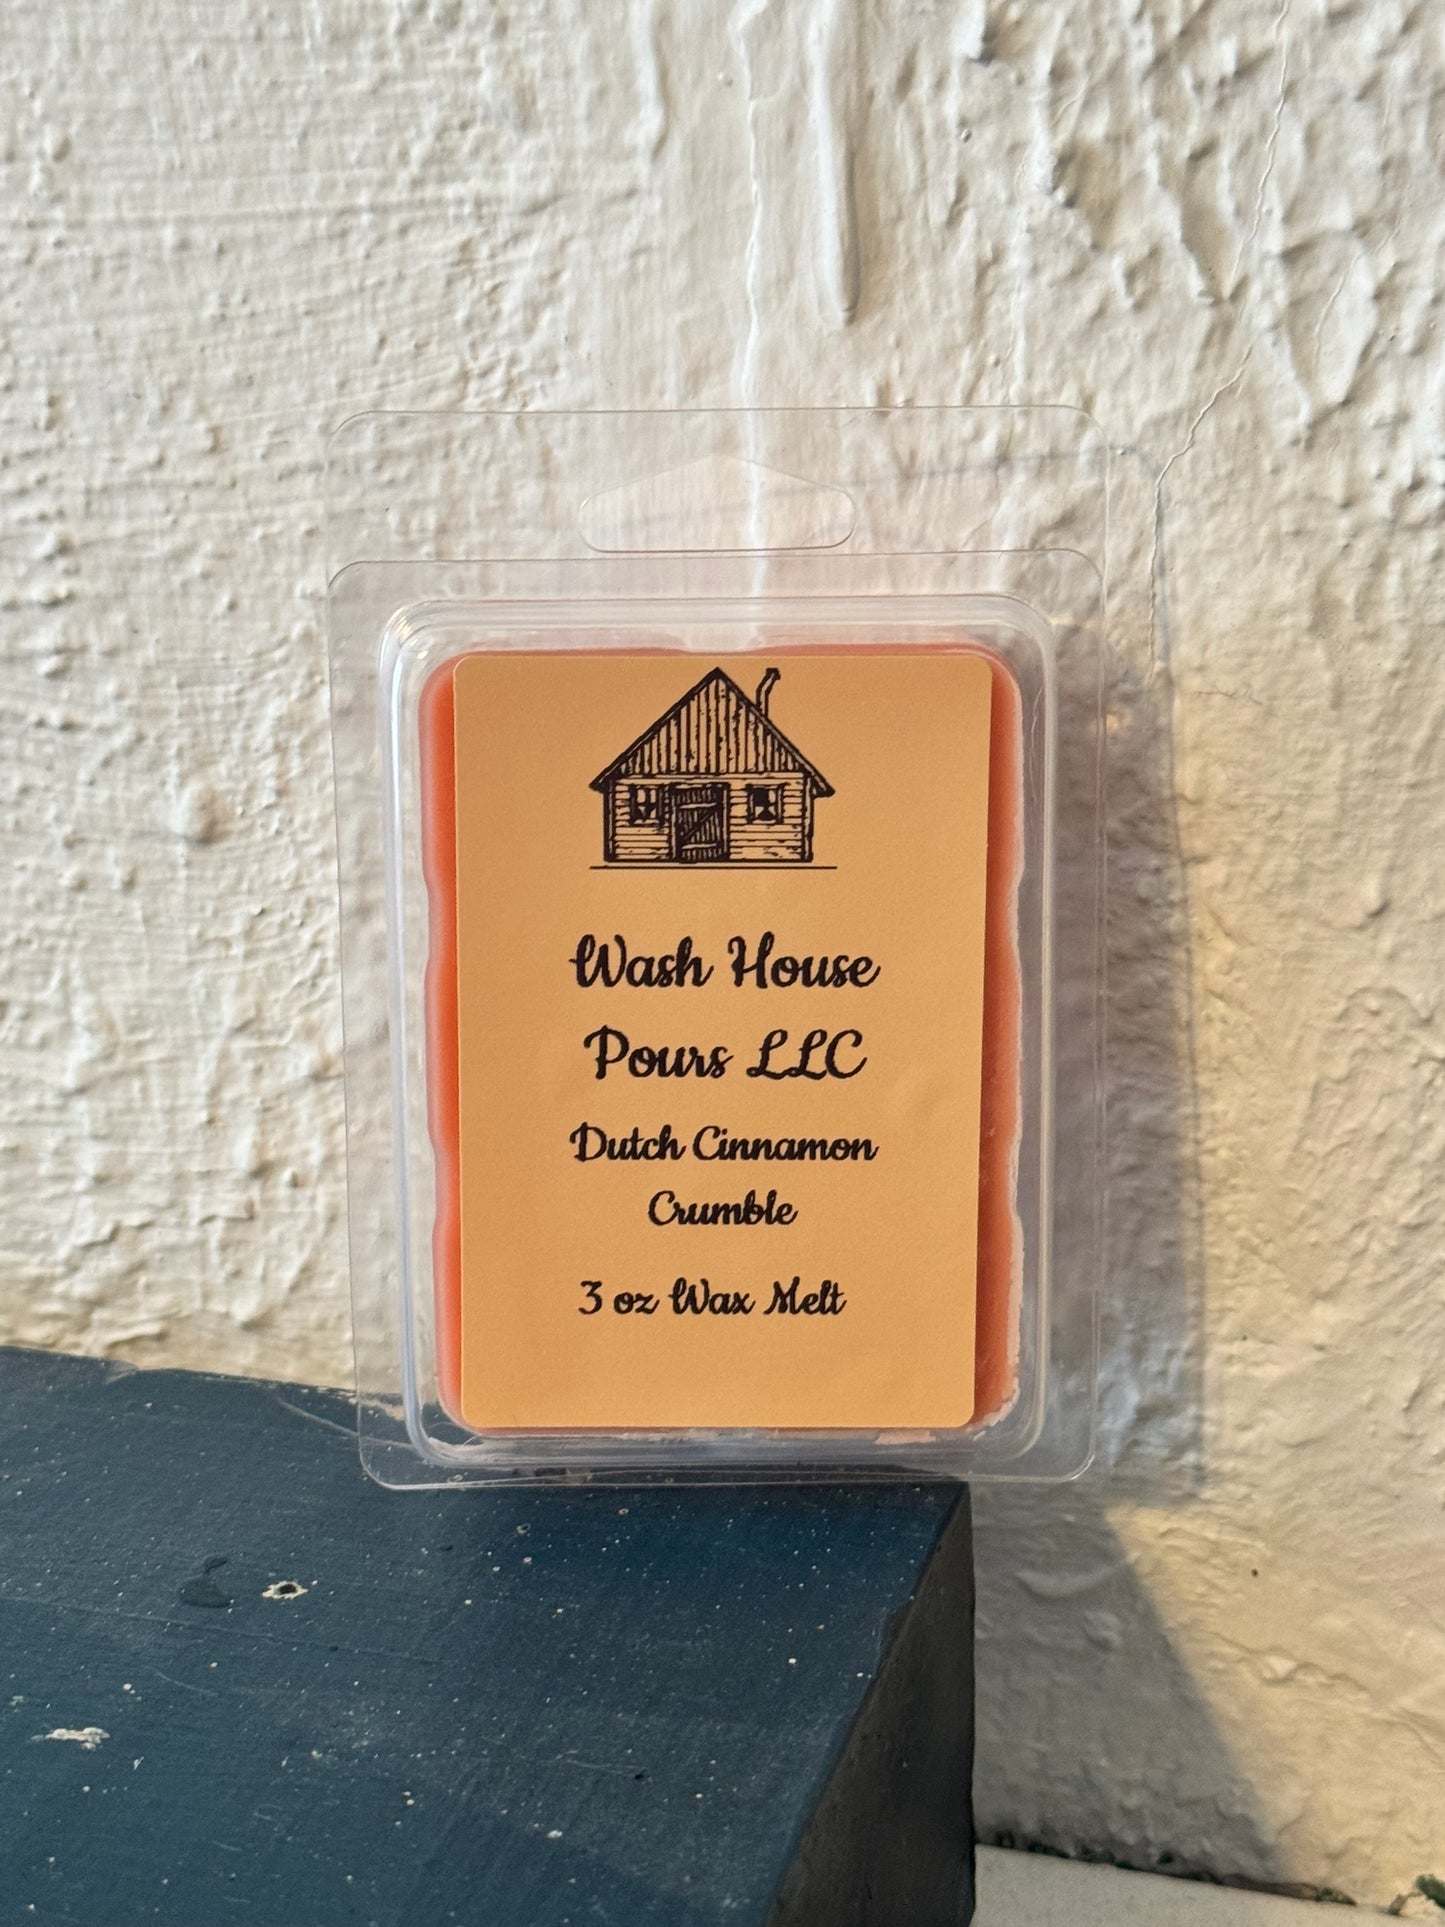 Wash House
Pours LLC
Dutch Cinnamon
Crumble
3 oz Wax Melt